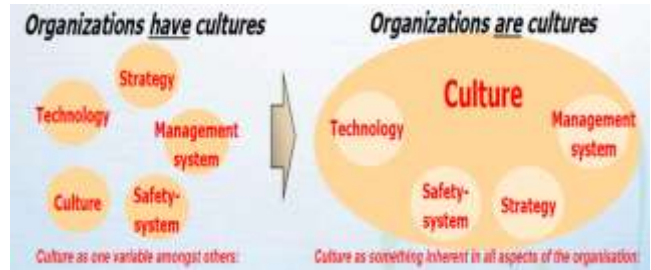 Organizations have cultures
Organizations are cultures
Strategy
Technology
Management
system
Culture
Safety-
system
Culture as one variable amongst others:
Culture
Technology
Management
system
Safety-
system
Strategy
Culture as something inherent in all aspects of the organisation: